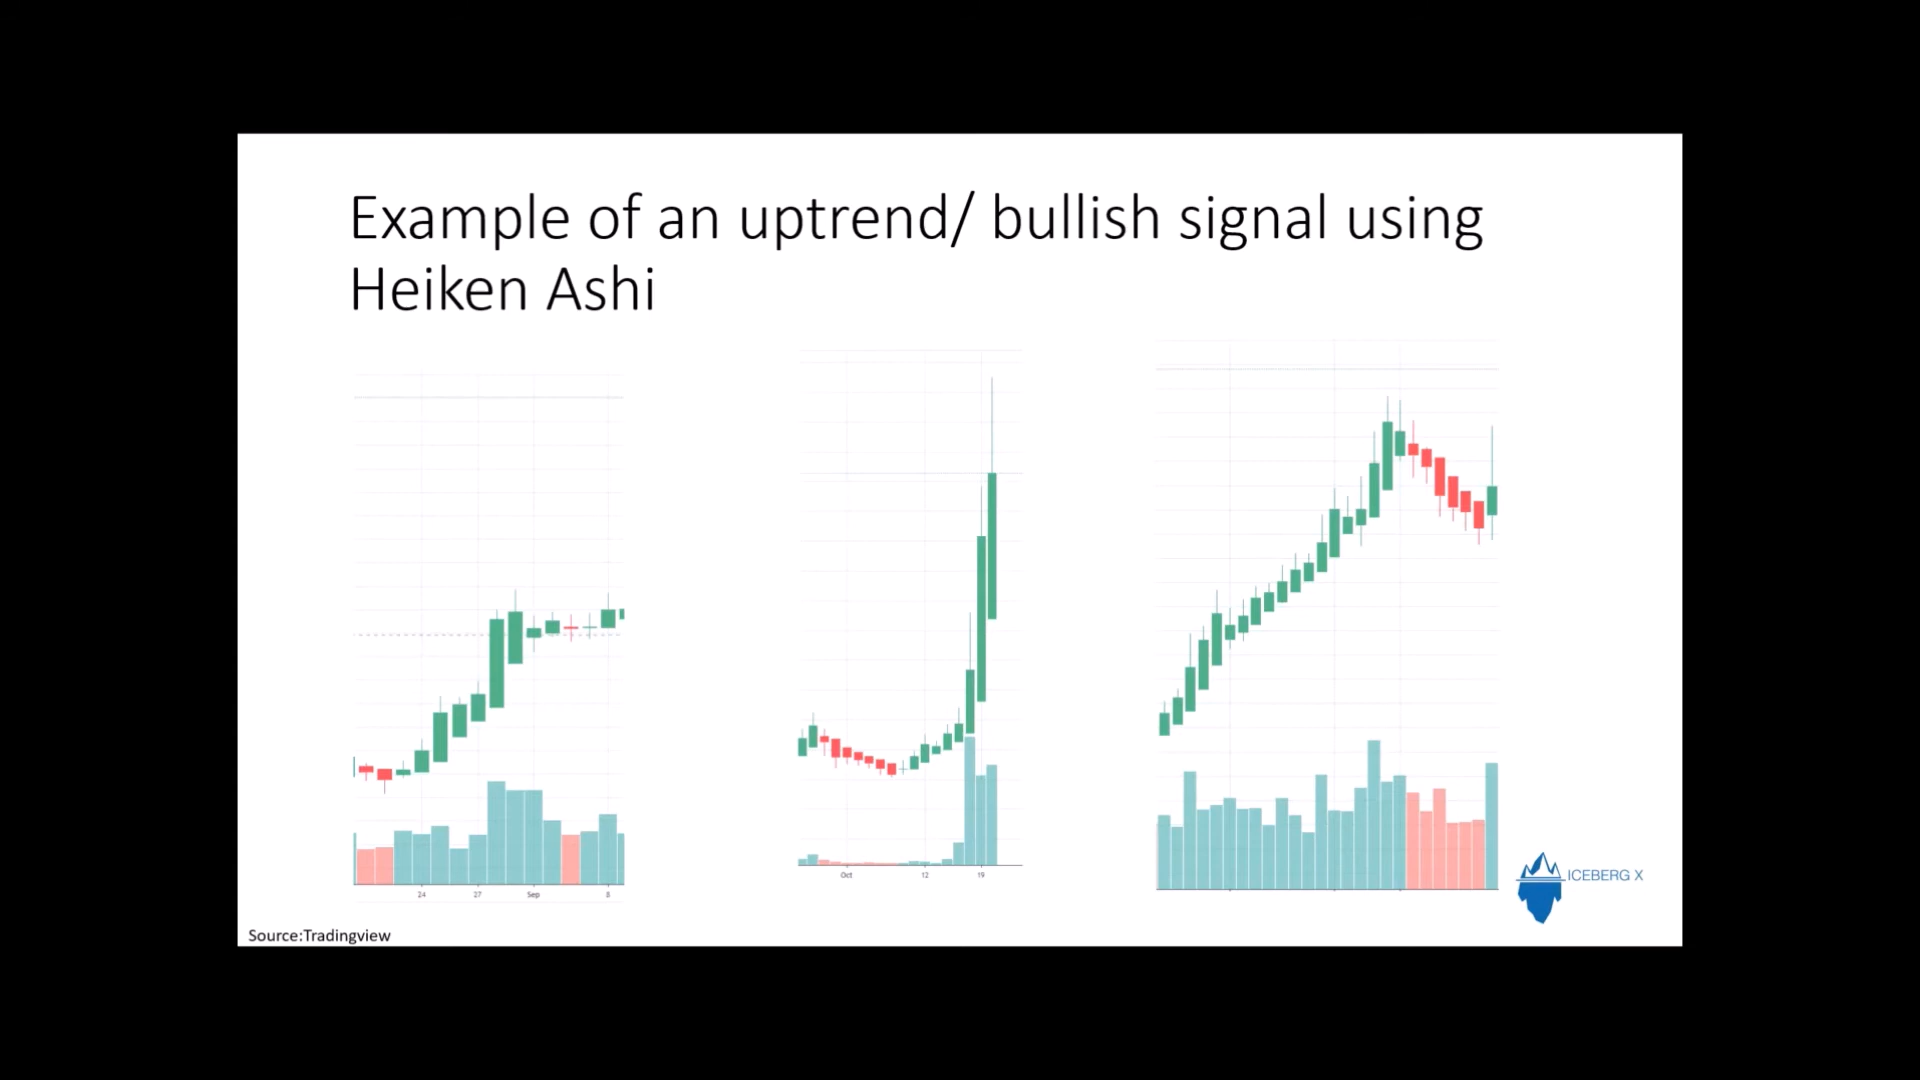 Example of an uptrend/ bullish signal using
Heiken Ashi
24 27 Sep 8
Oct 12 19
ICEBERG X
Source:Tradingview